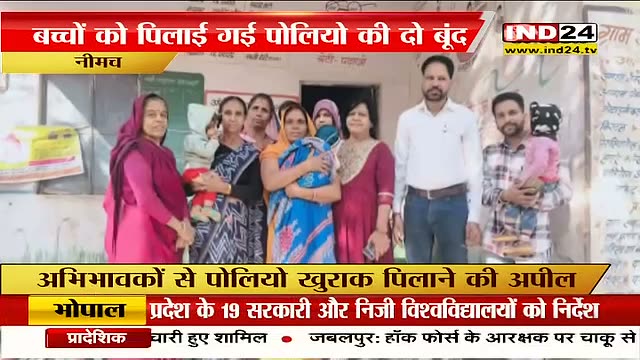 बच्चों को पिलाई गई पोलियो की दो बूंद
IND24
www.ind24.tv
नीमच
ग्राम
अभिभावकों से पोलियो खुराक पिलाने की अपील
भोपाल प्रदेश के 19 सरकारी और निजी विश्वविद्यालयों को निर्देश
प्रादेशिक चारी हुए शामिल • जबलपुर: हॉक फोर्स के आरक्षक पर चाकू से